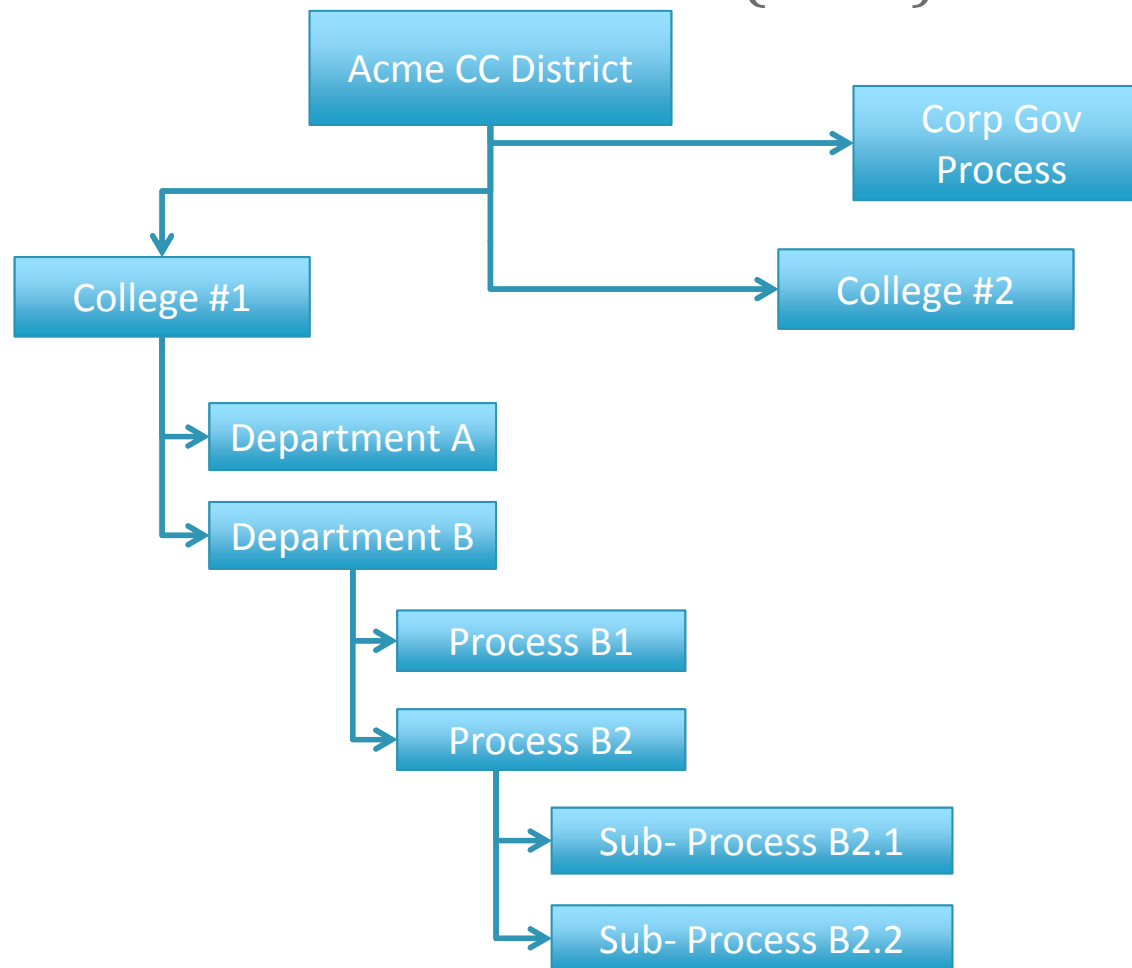 Acme CC District
Corp Gov
Process
College #1
College #2
Department A
Department B
Process B1
Process B2
Sub- Process B2.1
Sub- Process B2.2